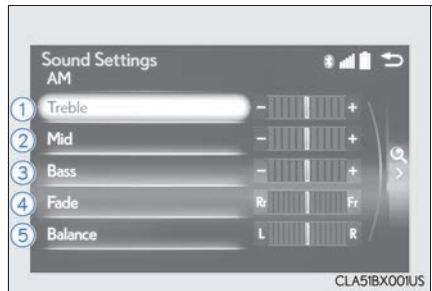 Sound Settings
AM
1 Treble - +
2 Mid - +
3 Bass - +
4 Fade Rr Fr
5 Balance L R
CLA51BX001US